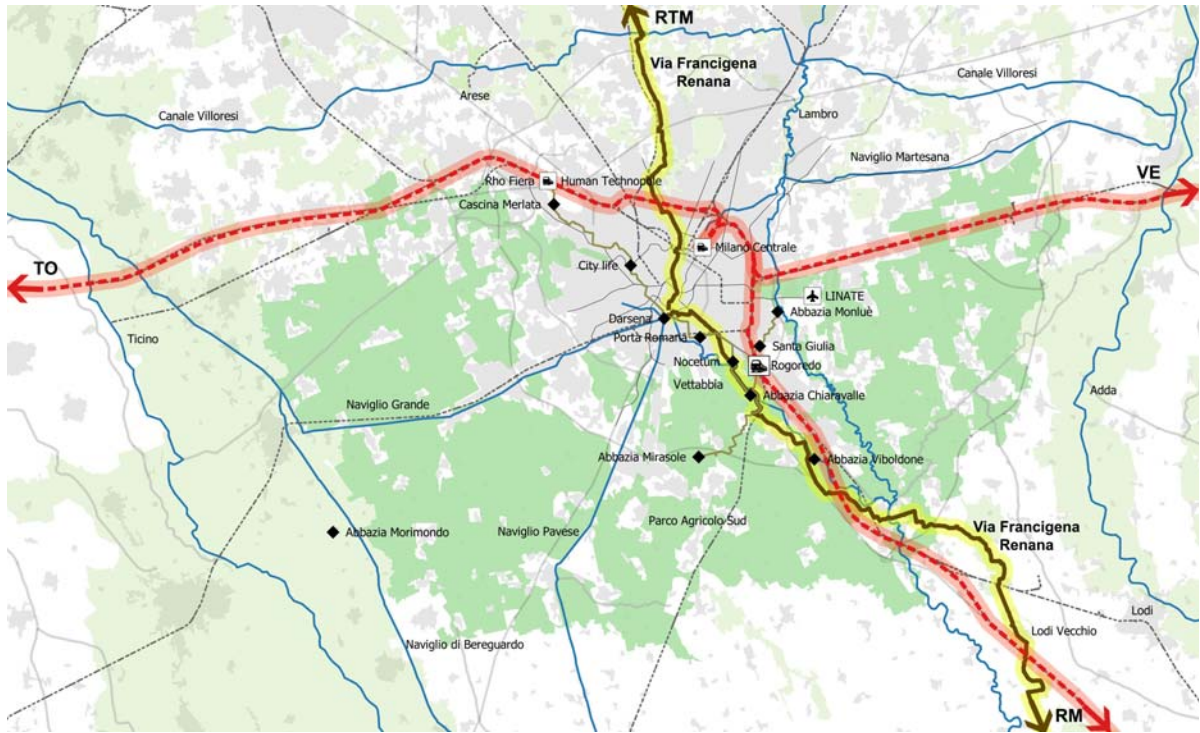 RTM
Via Francigena
Renana
Canale Villoresi
Arese
Canale Villoresi
Lambro
Naviglio Martesana
VE
Rho Fiera
Human Technopole
Cascina Merlata
Milano Centrale
City life
TO
LINATE
Abbazia Monluè
Darsena
Ticino
Porta Romana
Santa Giulia
Nocetum
Rogoredo
Vettabbia
Abbazia Chiaravalle
Adda
Naviglio Grande
Abbazia Mirasole
Abbazia Viboldone
Parco Agricolo Sud
Via Francigena
Renana
Abbazia Morimondo
Naviglio Pavese
Lodi
Lodi Vecchio
Naviglio di Bereguardo
RM